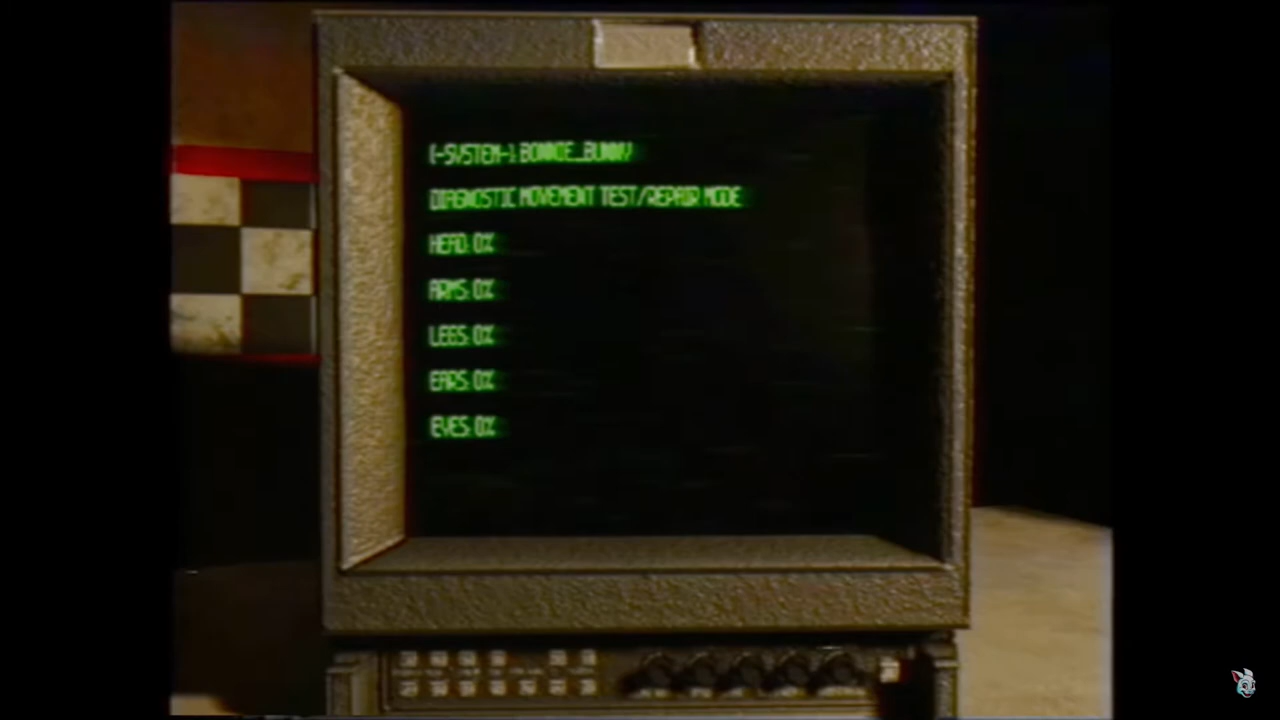 (-SYSTEM-): BONNIE_BUNNY
DIAGNOSTIC MOVEMENT TEST/REPAIR MODE
HEAD: 0%
ARMS: 0%
LEGS: 0%
EARS: 0%
EYES: 0%